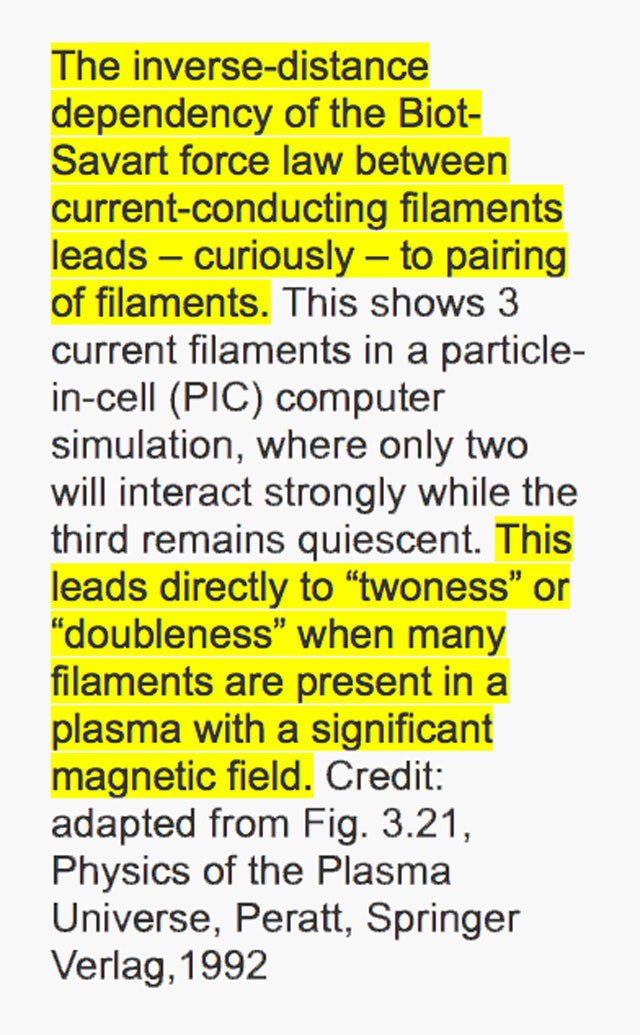 The inverse-distance
dependency of the Biot-
Savart force law between
current-conducting filaments
leads – curiously – to pairing
of filaments. This shows 3
current filaments in a particle-
in-cell (PIC) computer
simulation, where only two
will interact strongly while the
third remains quiescent. This
leads directly to “twoness” or
“doubleness” when many
filaments are present in a
plasma with a significant
magnetic field. Credit:
adapted from Fig. 3.21,
Physics of the Plasma
Universe, Peratt, Springer
Verlag,1992